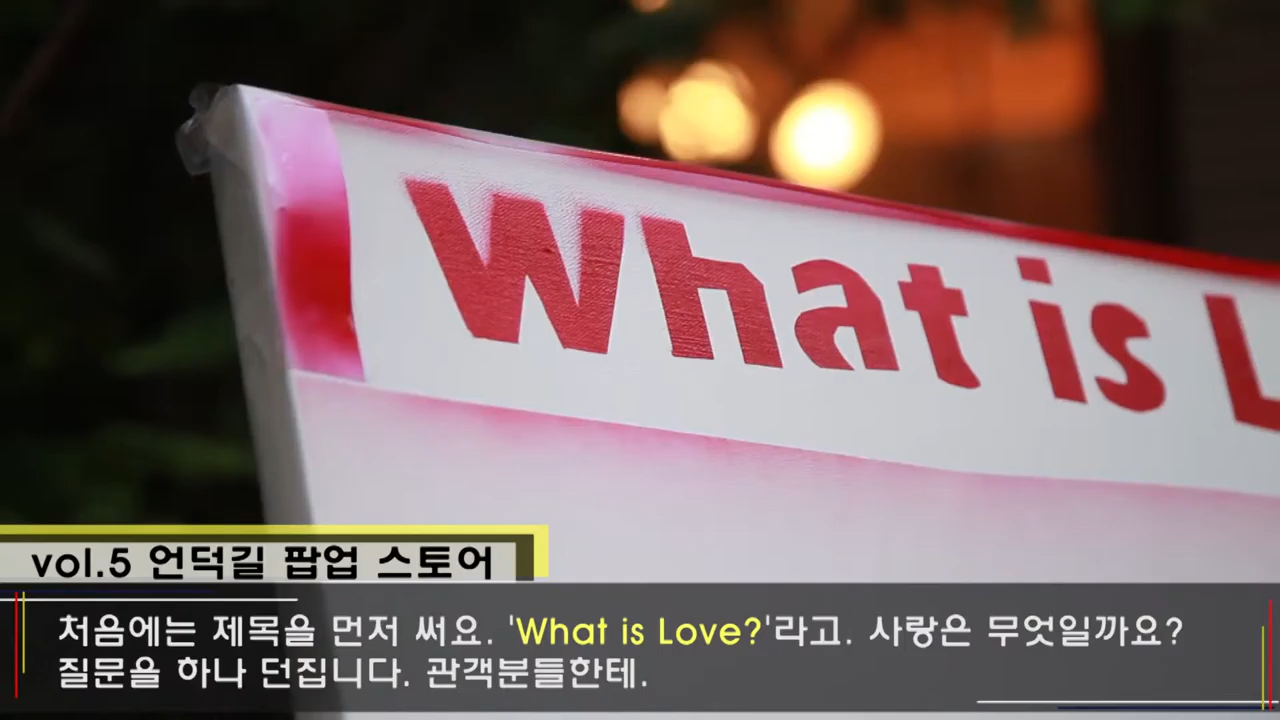 What is L
vol.5 언덕길 팝업 스토어
처음에는 제목을 먼저 써요. 'What is Love?'라고. 사랑은 무엇일까요?
질문을 하나 던집니다. 관객분들한테.